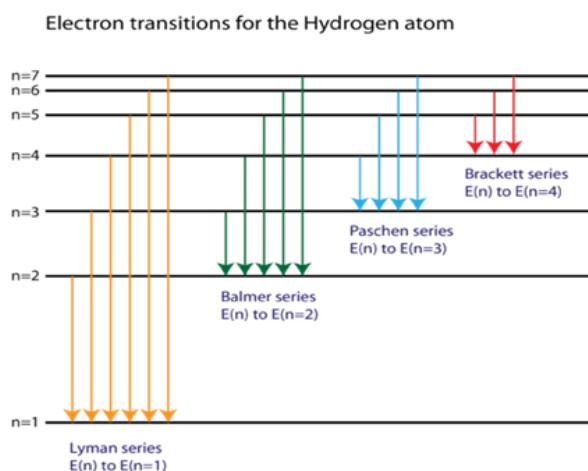 Electron transitions for the Hydrogen atom
n=7
n=6
n=5
n=4
n=3
n=2
n=1
Brackett series
E(n) to E(n=4)
Paschen series
E(n) to E(n=3)
Balmer series
E(n) to E(n=2)
Lyman series
E(n) to E(n=1)